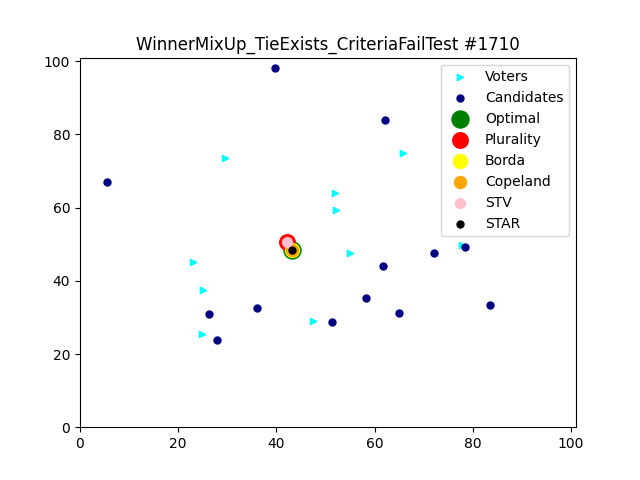 WinnerMixUp_TieExists_CriteriaFailTest #1710
100
80
60
40
20
0
0 20 40 60 80 100
Voters
Candidates
Optimal
Plurality
Borda
Copeland
STV
STAR